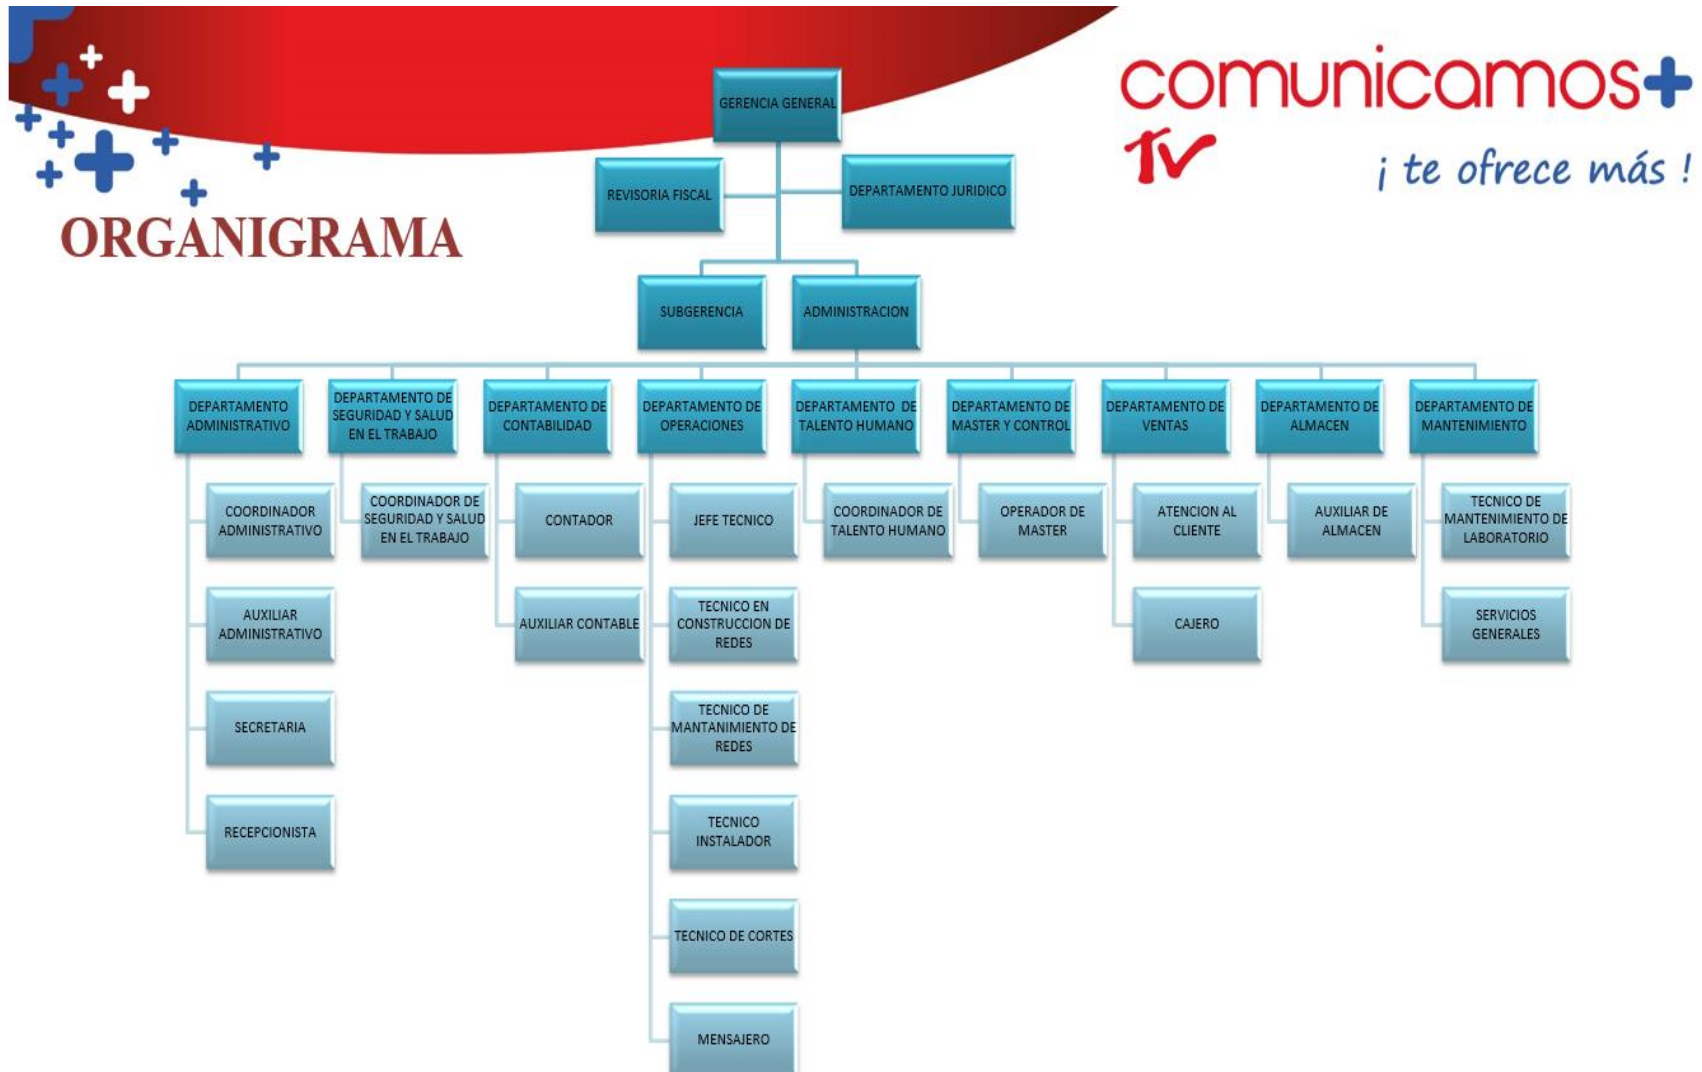 comunicamos+
TV
¡ te ofrece más !
ORGANIGRAMA
GERENCIA GENERAL
REVISORIA FISCAL
DEPARTAMENTO JURIDICO
SUBGERENCIA
ADMINISTRACION
DEPARTAMENTO
ADMINISTRATIVO
COORDINADOR
ADMINISTRATIVO
AUXILIAR
ADMINISTRATIVO
SECRETARIA
RECEPCIONISTA
DEPARTAMENTO DE
SEGURIDAD Y SALUD
EN EL TRABAJO
COORDINADOR DE
SEGURIDAD Y SALUD
EN EL TRABAJO
DEPARTAMENTO DE
CONTABILIDAD
CONTADOR
AUXILIAR CONTABLE
DEPARTAMENTO DE
OPERACIONES
JEFE TECNICO
TECNICO EN
CONSTRUCCION DE
REDES
TECNICO DE
MANTANIMIENTO DE
REDES
TECNICO
INSTALADOR
TECNICO DE CORTES
MENSAJERO
DEPARTAMENTO DE
TALENTO HUMANO
COORDINADOR DE
TALENTO HUMANO
DEPARTAMENTO DE
MASTER Y CONTROL
OPERADOR DE
MASTER
DEPARTAMENTO DE
VENTAS
ATENCION AL
CLIENTE
CAJERO
DEPARTAMENTO DE
ALMACEN
AUXILIAR DE
ALMACEN
DEPARTAMENTO DE
MANTENIMIENTO
TECNICO DE
MANTENIMIENTO DE
LABORATORIO
SERVICIOS
GENERALES